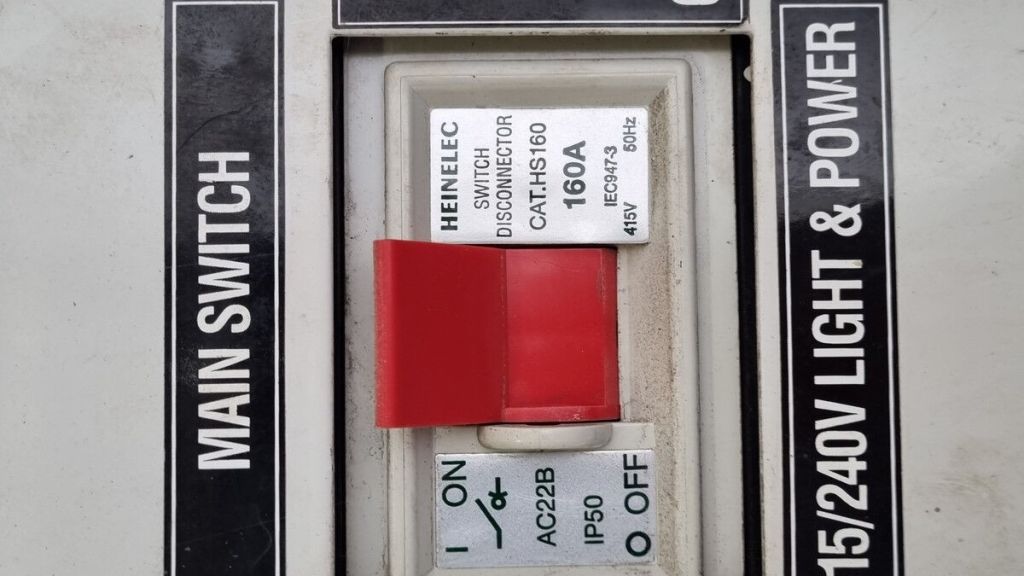 MAIN SWITCH
I ON
AC22B
IP50
O OFF
HEINELEC
SWITCH
DISCONNECTOR
CAT.HS160
160A
IEC947-3
415V 50Hz
15/240V LIGHT & POWER